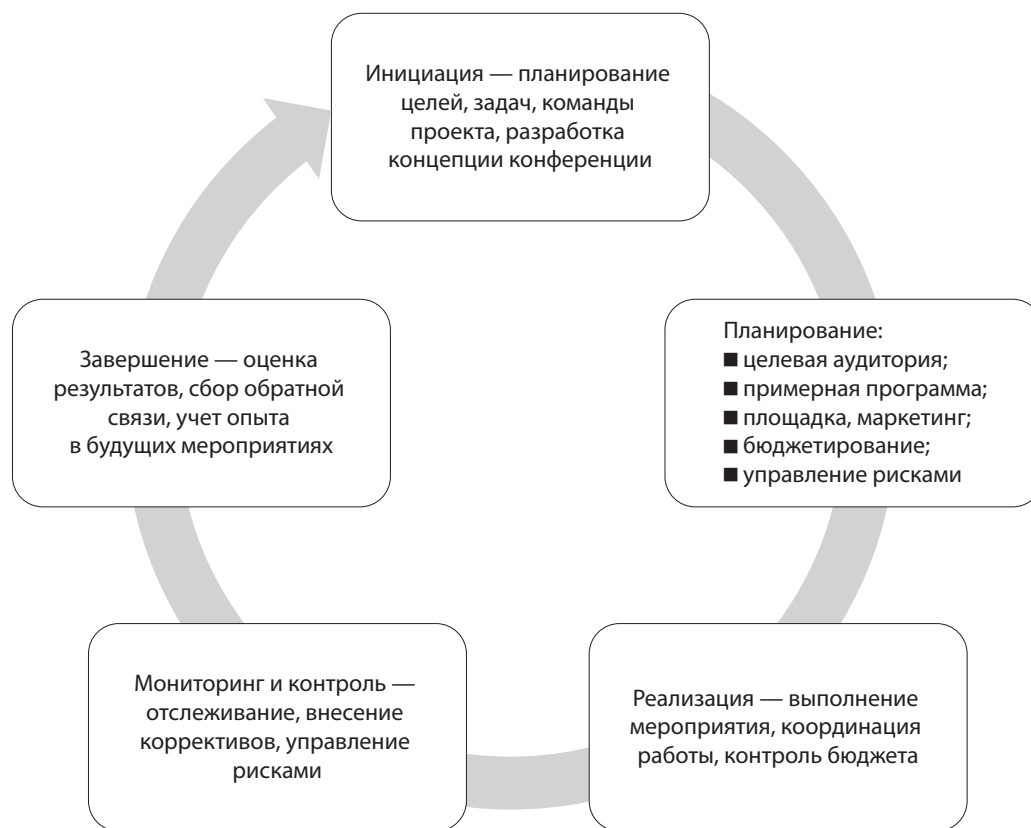 Инициация — планирование
целей, задач, команды
проекта, разработка
концепции конференции
Планирование:
■ целевая аудитория;
■ примерная программа;
■ площадка, маркетинг;
■ бюджетирование;
■ управление рисками
Реализация — выполнение
мероприятия, координация
работы, контроль бюджета
Мониторинг и контроль —
отслеживание, внесение
коррективов, управление
рисками
Завершение — оценка
результатов, сбор обратной
связи, учет опыта
в будущих мероприятиях